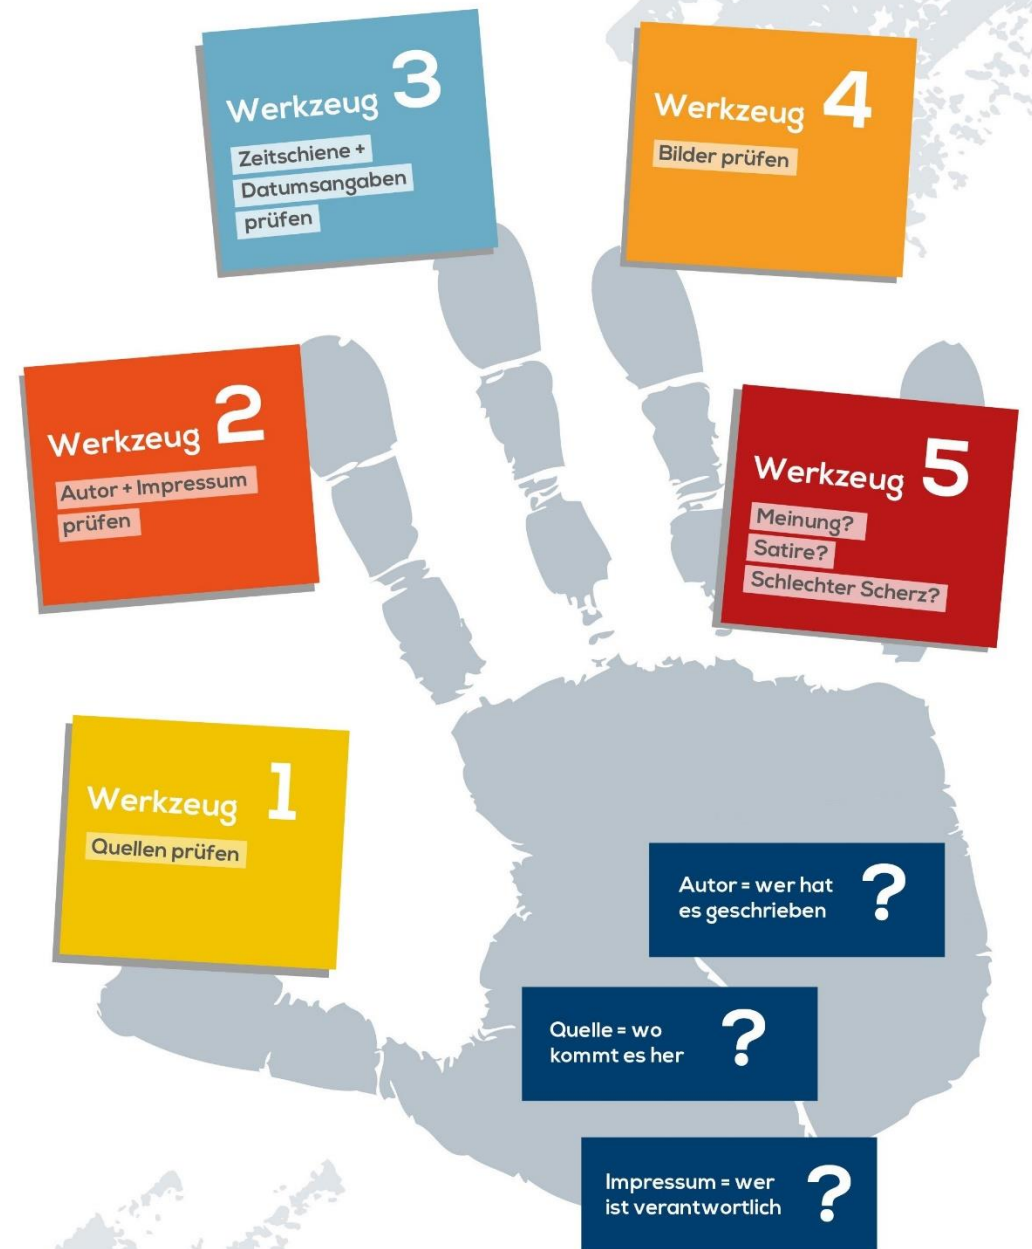 Werkzeug 3
Zeitschiene +
Datumsangaben
prüfen
Werkzeug 4
Bilder prüfen
Werkzeug 2
Autor + Impressum
prüfen
Werkzeug 5
Meinung?
Satire?
Schlechter Scherz?
Werkzeug 1
Quellen prüfen
Autor = wer hat
es geschrieben
?
Quelle = wo
kommt es her
?
Impressum = wer
ist verantwortlich
?